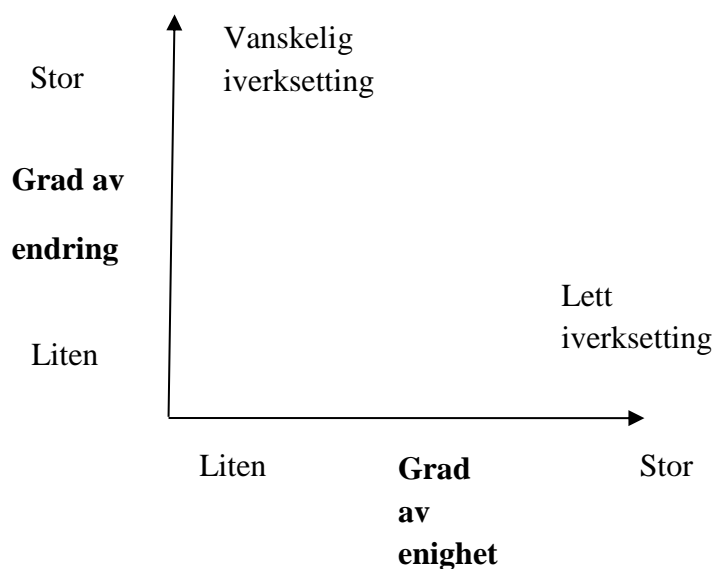 Vanskelig
iverksetting
Stor
Grad av
endring
Lett
iverksetting
Liten
Liten
Grad
av
enighet
Stor